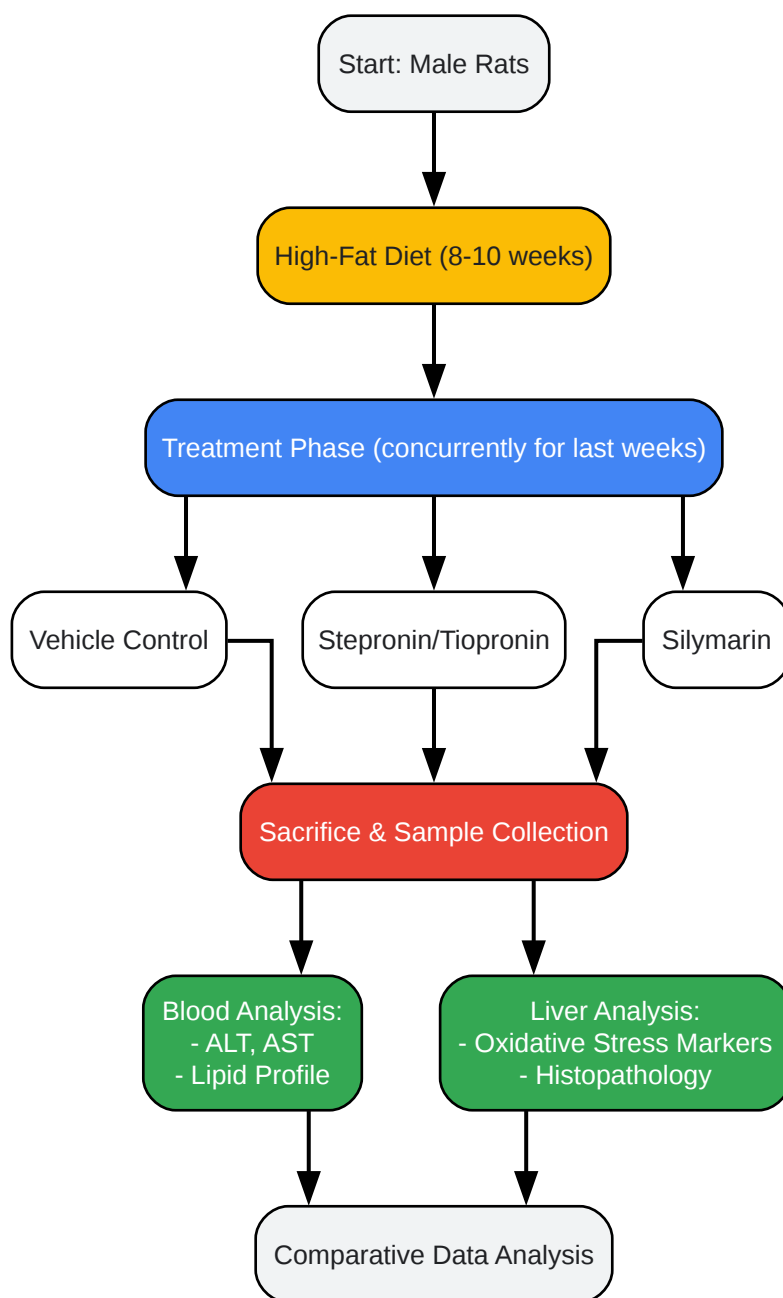 Start: Male Rats
High-Fat Diet (8-10 weeks)
Treatment Phase (concurrently for last weeks)
Vehicle Control
Stepronin/Tiopronin
Silymarin
Sacrifice & Sample Collection
Blood Analysis:
- ALT, AST
- Lipid Profile
Liver Analysis:
- Oxidative Stress Markers
- Histopathology
Comparative Data Analysis